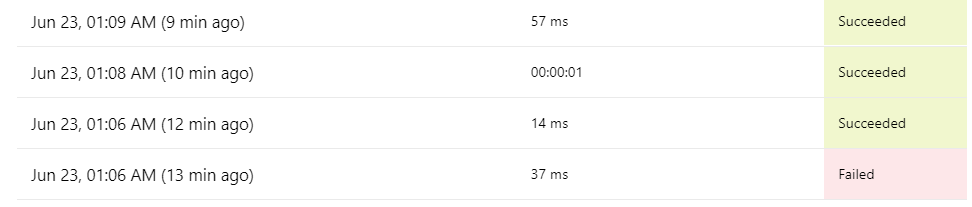 Jun 23, 01:09 AM (9 min ago) 57 ms Succeeded
Jun 23, 01:08 AM (10 min ago) 00:00:01 Succeeded
Jun 23, 01:06 AM (12 min ago) 14 ms Succeeded
Jun 23, 01:06 AM (13 min ago) 37 ms Failed